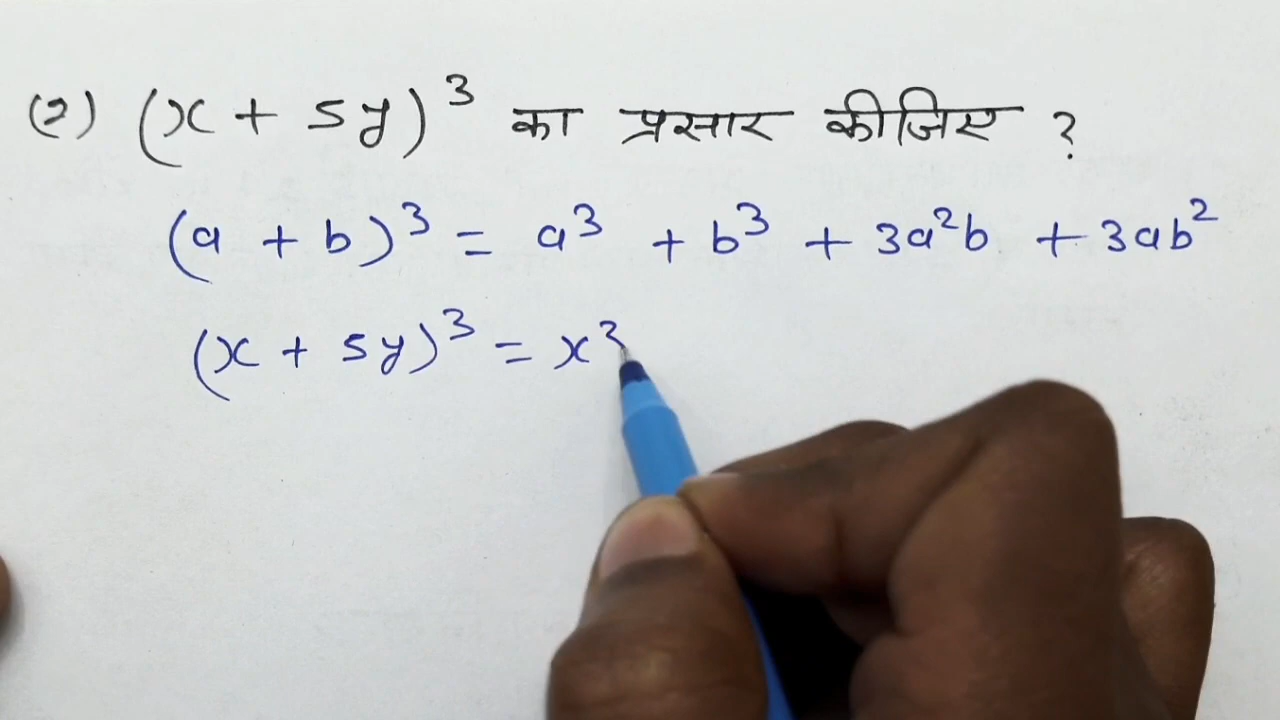 (2) (x + 5y)³ का प्रसार कीजिए ?
(a + b)³ = a³ + b³ + 3a²b + 3ab²
(x + 5y)³ = x³